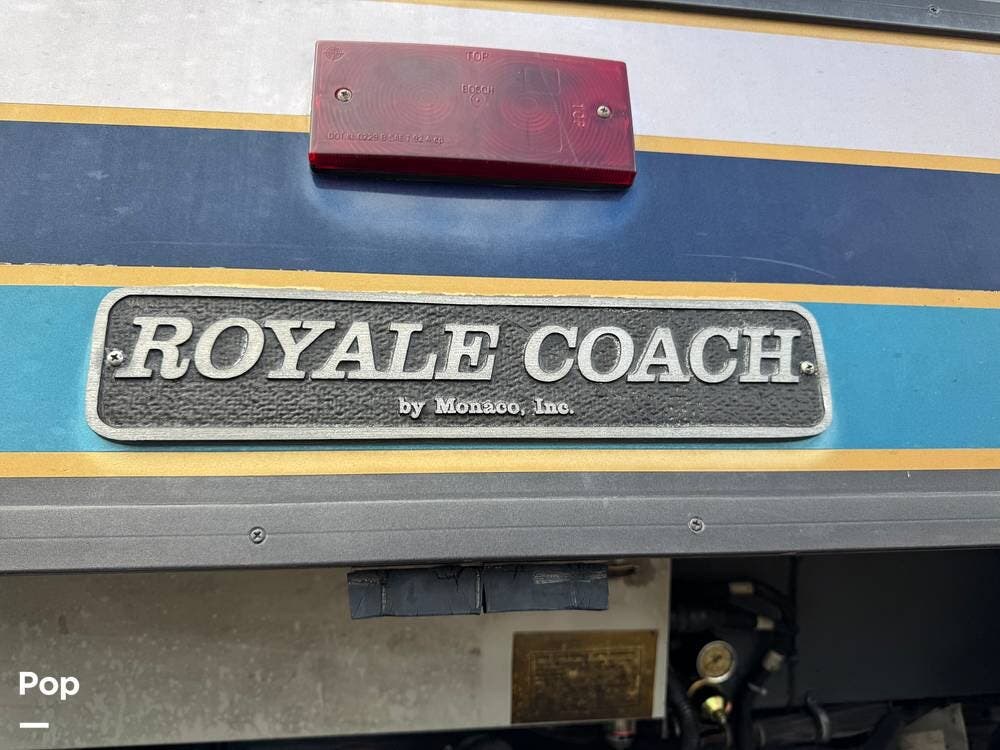 TOP
BOSCH
TOP
ROYALE COACH
by Monaco, Inc.
Pop